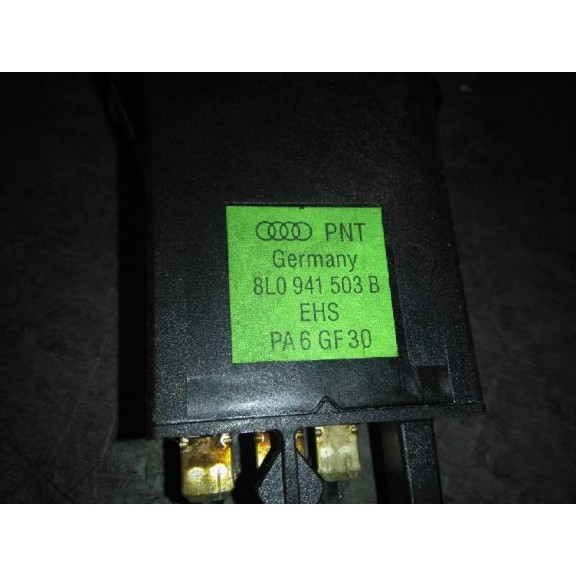 PNT
Germany
8L0 941 503 B
EHS
PA 6 GF 30